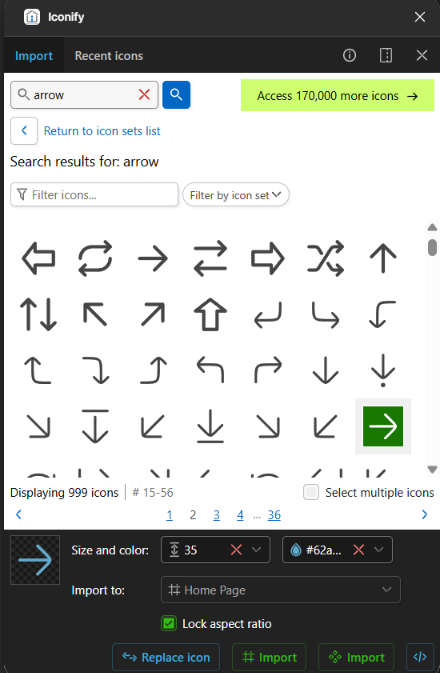 Iconify
Import Recent icons
arrow
Access 170,000 more icons →
Return to icon sets list
Search results for: arrow
Filter icons... Filter by icon set
Displaying 999 icons # 15-56 Select multiple icons
1 2 3 4 ... 36
Size and color: 35 #62a...
Import to: Home Page
Lock aspect ratio
Replace icon Import Import